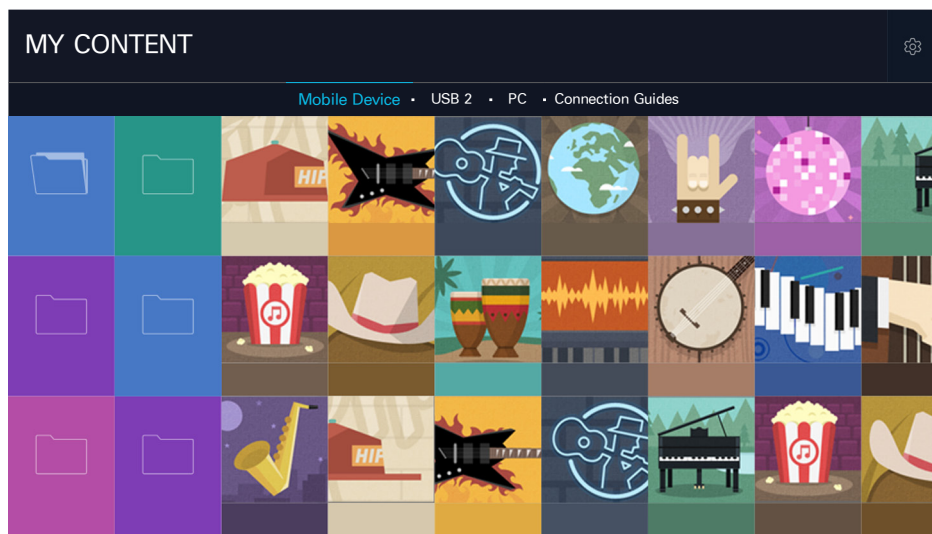 MY CONTENT
Mobile Device • USB 2 • PC • Connection Guides
HIP
HIP